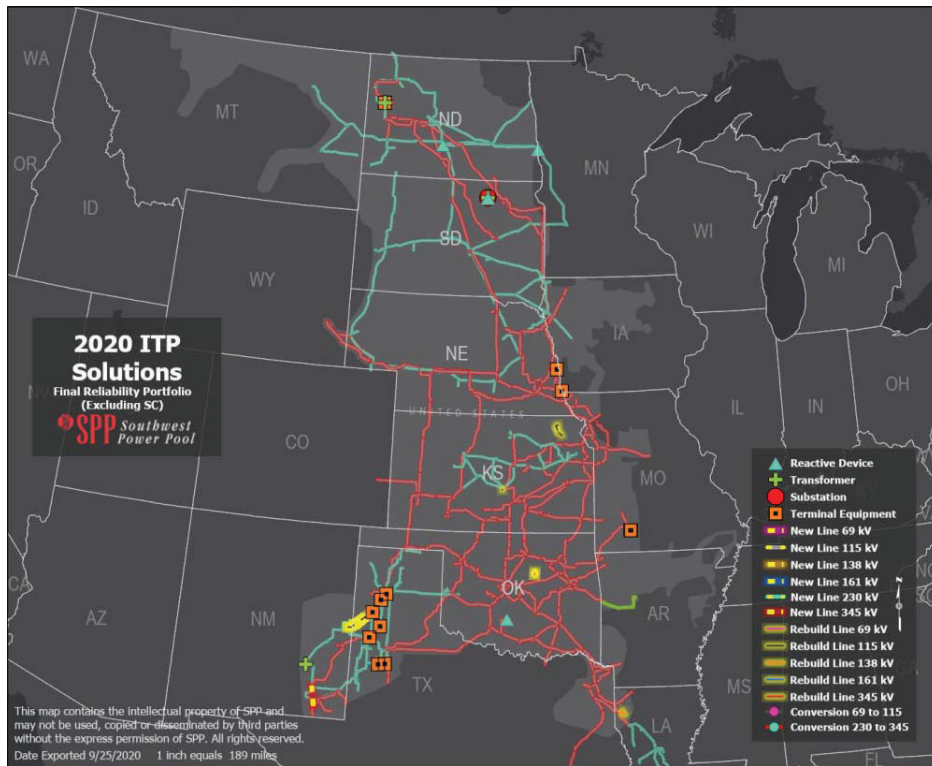 WA
MT
ND
MN
OR
ID
SD
WI
MI
WY
2020 ITP
Solutions
Final Reliability Portfolio
(Excluding SC)
SPP Southwest
Power Pool
IA
NE
UNITED STATES
IL
IN
OH
CO
KS
MO
Reactive Device
Transformer
Substation
Terminal Equipment
New Line 69 kV
New Line 115 kV
New Line 138 kV
New Line 161 kV
New Line 230 kV
New Line 345 kV
Rebuild Line 69 kV
Rebuild Line 115 kV
Rebuild Line 138 kV
Rebuild Line 161 kV
Rebuild Line 345 kV
Conversion 69 to 115
Conversion 230 to 345
N
CA
AZ
NM
OK
AR
TX
MS
LA
FL
This map contains the intellectual property of SPP and
may not be used, copied or disseminated by third parties
without the express permission of SPP. All rights reserved.
Date Exported 9/25/2020 1 inch equals 189 miles